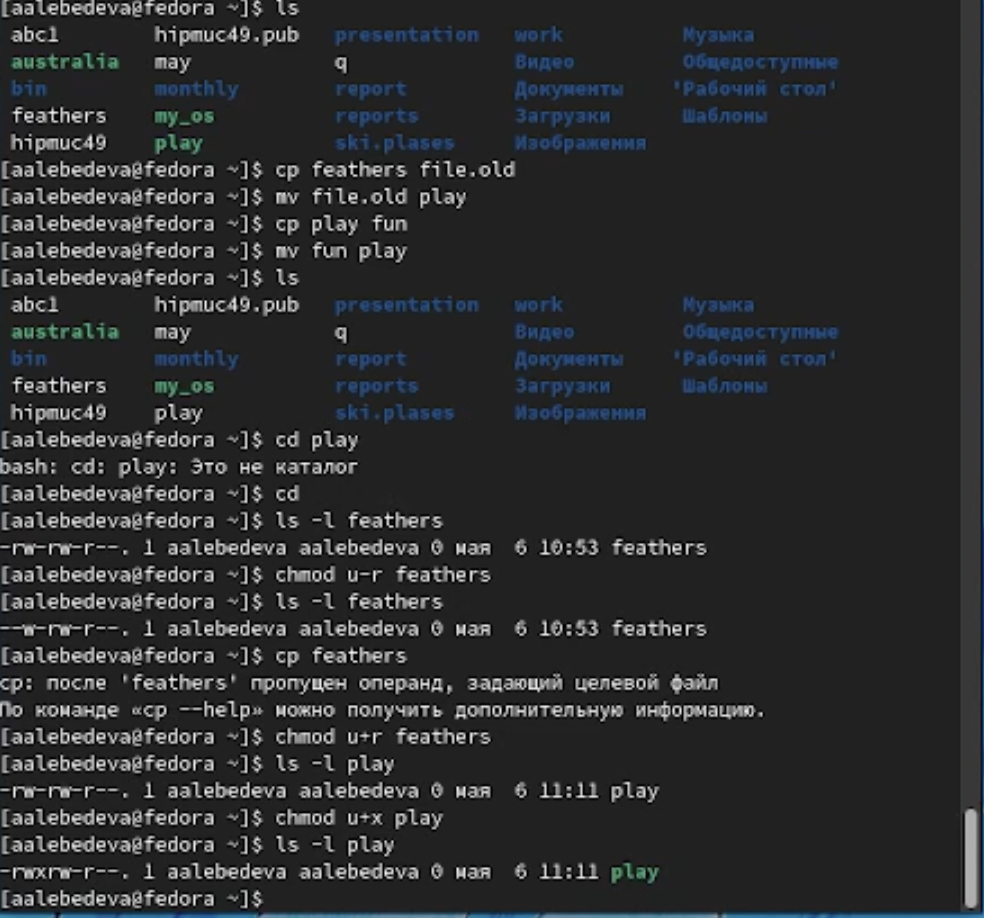 [aalebedeva@fedora ~]$ ls
abc1 hipmuc49.pub presentation work Музыка
australia may q Видео Общедоступные
bin monthly report Документы 'Рабочий стол'
feathers my_os reports Загрузки Шаблоны
hipmuc49 play ski.plases Изображения
[aalebedeva@fedora ~]$ cp feathers file.old
[aalebedeva@fedora ~]$ mv file.old play
[aalebedeva@fedora ~]$ cp play fun
[aalebedeva@fedora ~]$ mv fun play
[aalebedeva@fedora ~]$ ls
abc1 hipmuc49.pub presentation work Музыка
australia may q Видео Общедоступные
bin monthly report Документы 'Рабочий стол'
feathers my_os reports Загрузки Шаблоны
hipmuc49 play ski.plases Изображения
[aalebedeva@fedora ~]$ cd play
bash: cd: play: Это не каталог
[aalebedeva@fedora ~]$ cd
[aalebedeva@fedora ~]$ ls -l feathers
-rw-rw-r--. 1 aalebedeva aalebedeva 0 мая  6 10:53 feathers
[aalebedeva@fedora ~]$ chmod u-r feathers
[aalebedeva@fedora ~]$ ls -l feathers
--w-rw-r--. 1 aalebedeva aalebedeva 0 мая  6 10:53 feathers
[aalebedeva@fedora ~]$ cp feathers
cp: после 'feathers' пропущен операнд, задающий целевой файл
По команде «cp --help» можно получить дополнительную информацию.
[aalebedeva@fedora ~]$ chmod u+r feathers
[aalebedeva@fedora ~]$ ls -l play
-rw-rw-r--. 1 aalebedeva aalebedeva 0 мая  6 11:11 play
[aalebedeva@fedora ~]$ chmod u+x play
[aalebedeva@fedora ~]$ ls -l play
-rwxrw-r--. 1 aalebedeva aalebedeva 0 мая  6 11:11 play
[aalebedeva@fedora ~]$